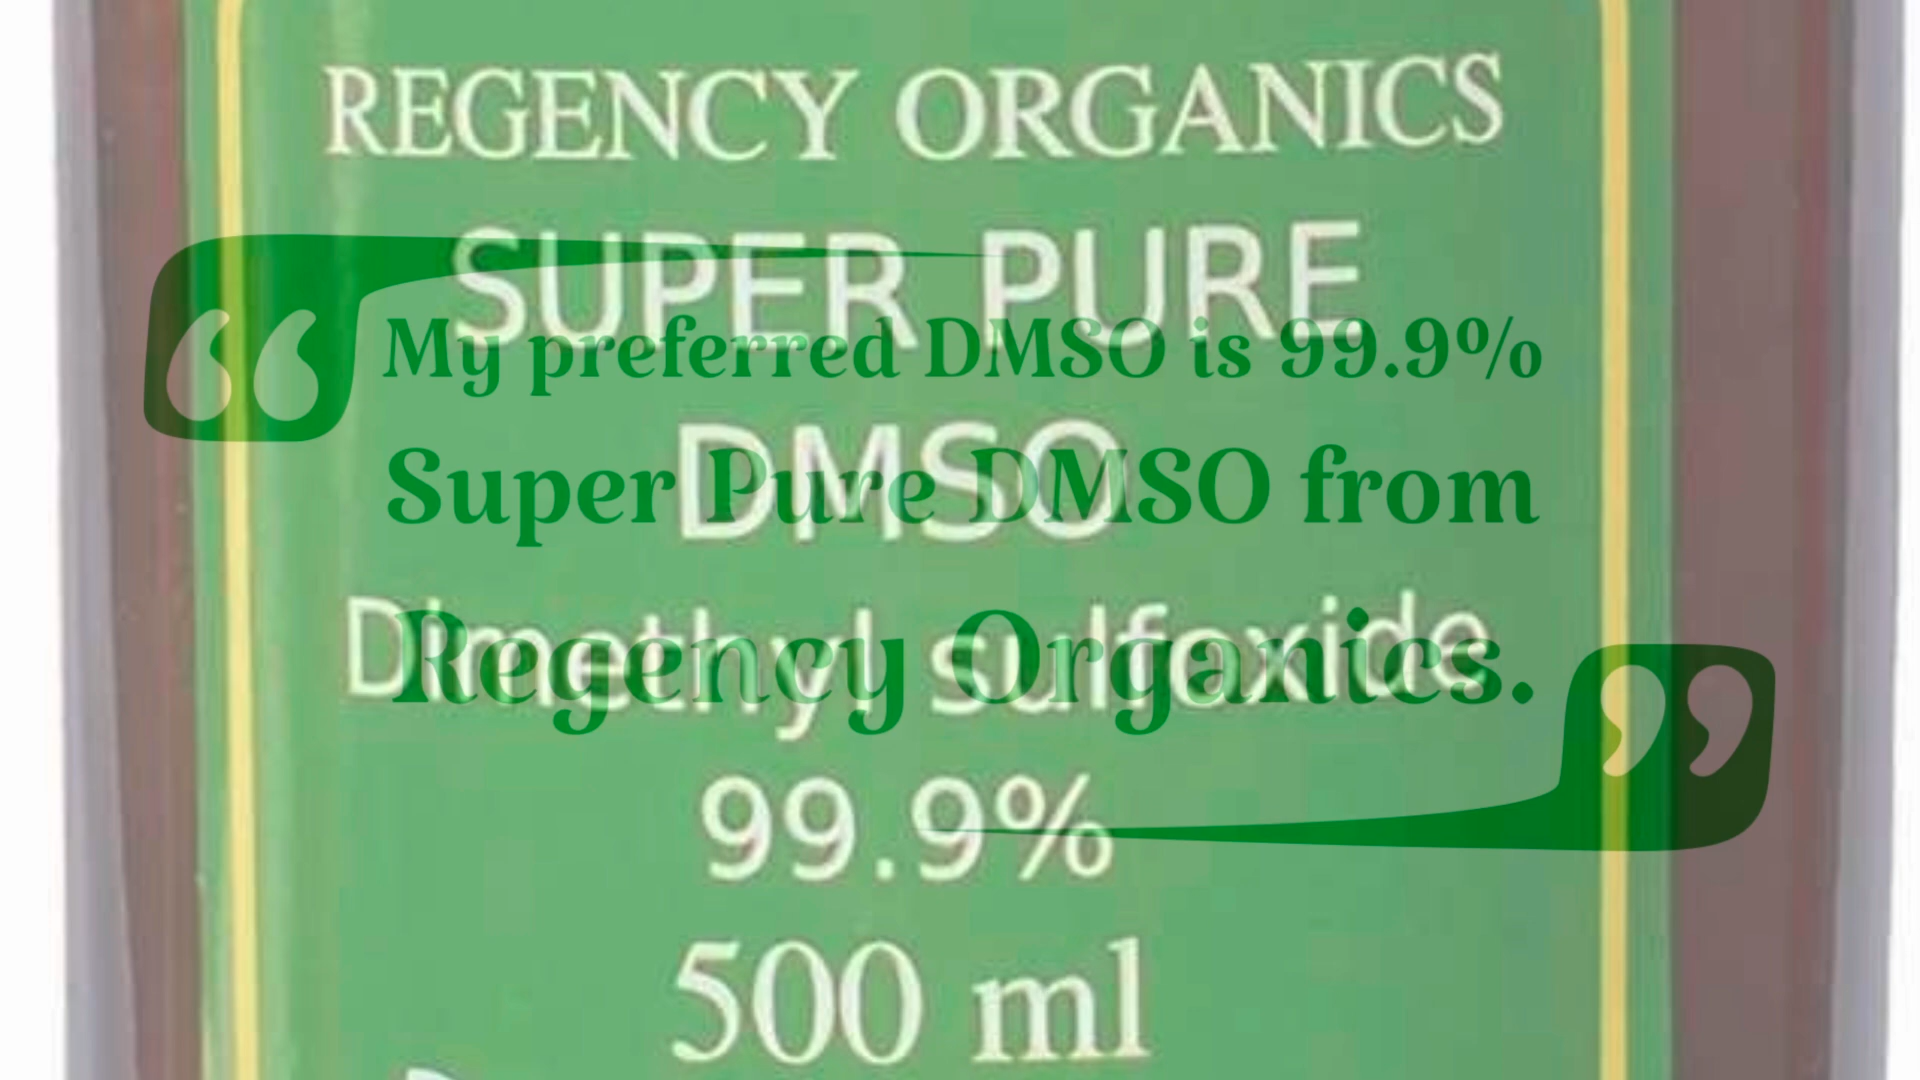 REGENCY ORGANICS
SUPER PURE
“My preferred DMSO is 99.9%
DMSO
Super Pure DMSO from
Dimethyl sulfoxide
Regency Organics.”
99.9%
500 ml